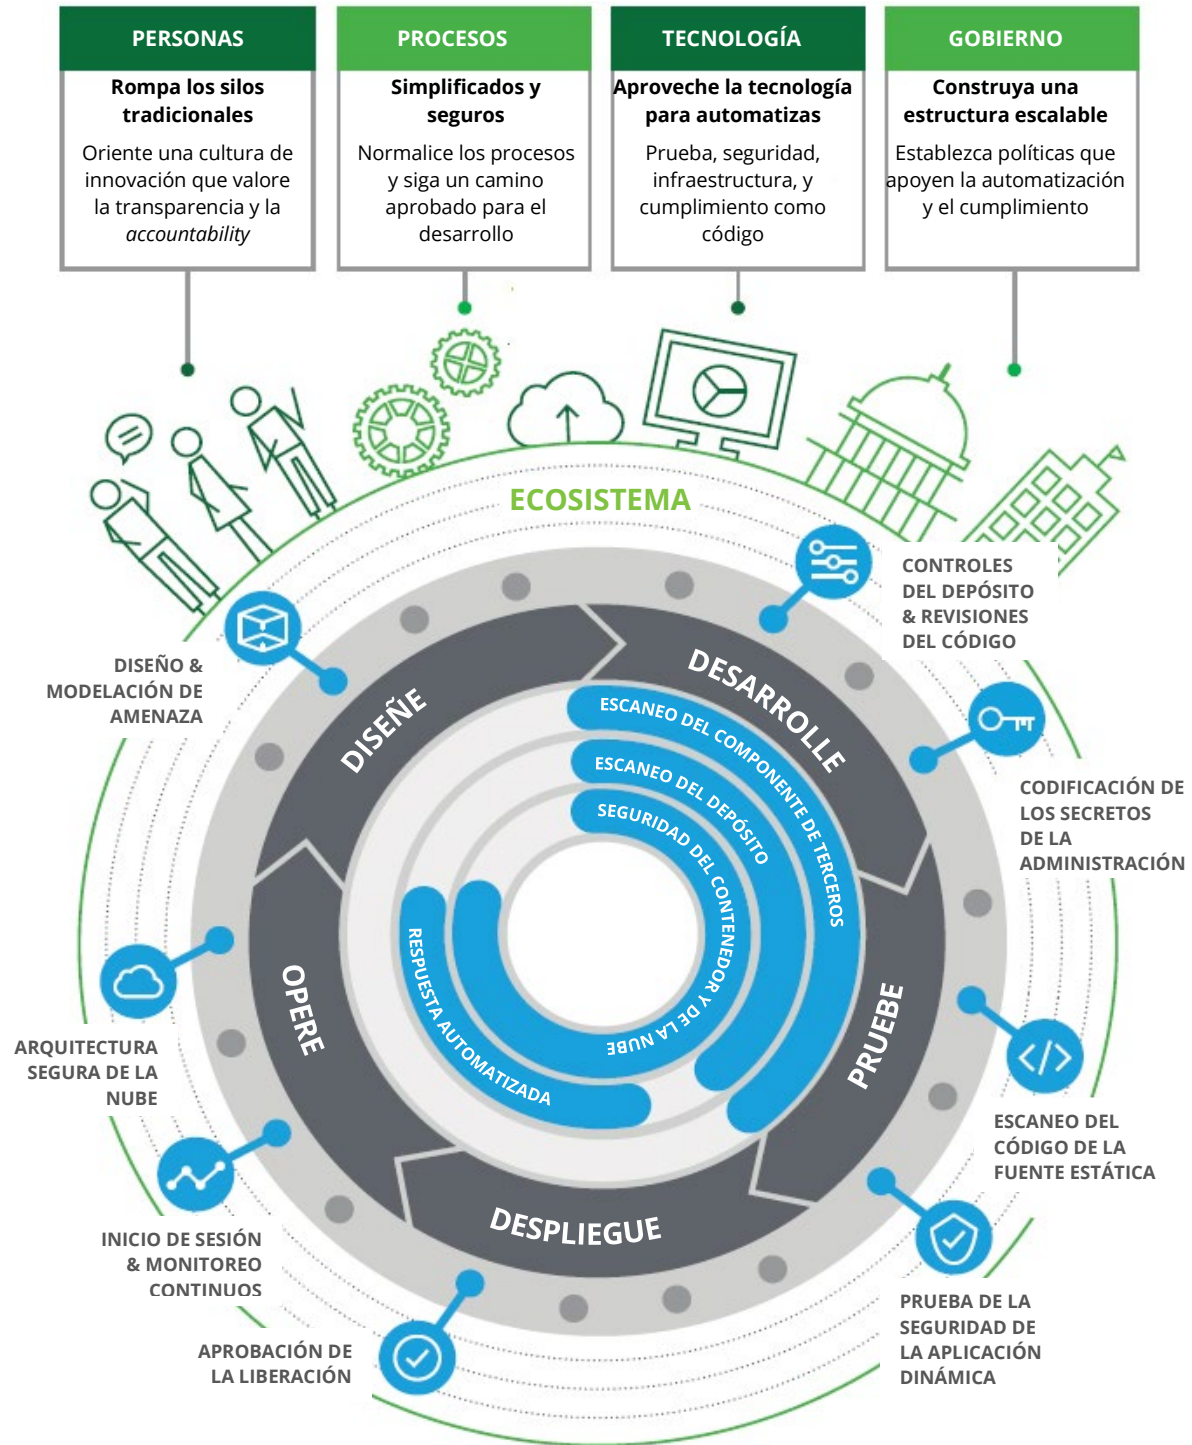 PERSONAS
Rompa los silos
tradicionales
Oriente una cultura de
innovación que valore
la transparencia y la
accountability
PROCESOS
Simplificados y
seguros
Normalice los procesos
y siga un camino
aprobado para el
desarrollo
TECNOLOGÍA
Aproveche la tecnología
para automatizas
Prueba, seguridad,
infraestructura, y
cumplimiento como
código
GOBIERNO
Construya una
estructura escalable
Establezca políticas que
apoyen la automatización
y el cumplimiento
ECOSISTEMA
CONTROLES
DEL DEPÓSITO
& REVISIONES
DEL CÓDIGO
DISEÑO &
MODELACIÓN DE
AMENAZA
DISEÑE
DESARROLLE
ESCANEO DEL COMPONENTE DE TERCEROS
ESCANEO DEL DEPÓSITO
SEGURIDAD DEL CONTENEDOR Y DE LA NUBE
RESPUESTA AUTOMATIZADA
CODIFICACIÓN DE
LOS SECRETOS
DE LA
ADMINISTRACIÓN
OPERE
PRUEBE
ARQUITECTURA
SEGURA DE LA
NUBE
ESCANEO DEL
CÓDIGO DE LA
FUENTE ESTÁTICA
DESPLIEGUE
INICIO DE SESIÓN
& MONITOREO
CONTINUOS
PRUEBA DE LA
SEGURIDAD DE
LA APLICACIÓN
DINÁMICA
APROBACIÓN DE
LA LIBERACIÓN